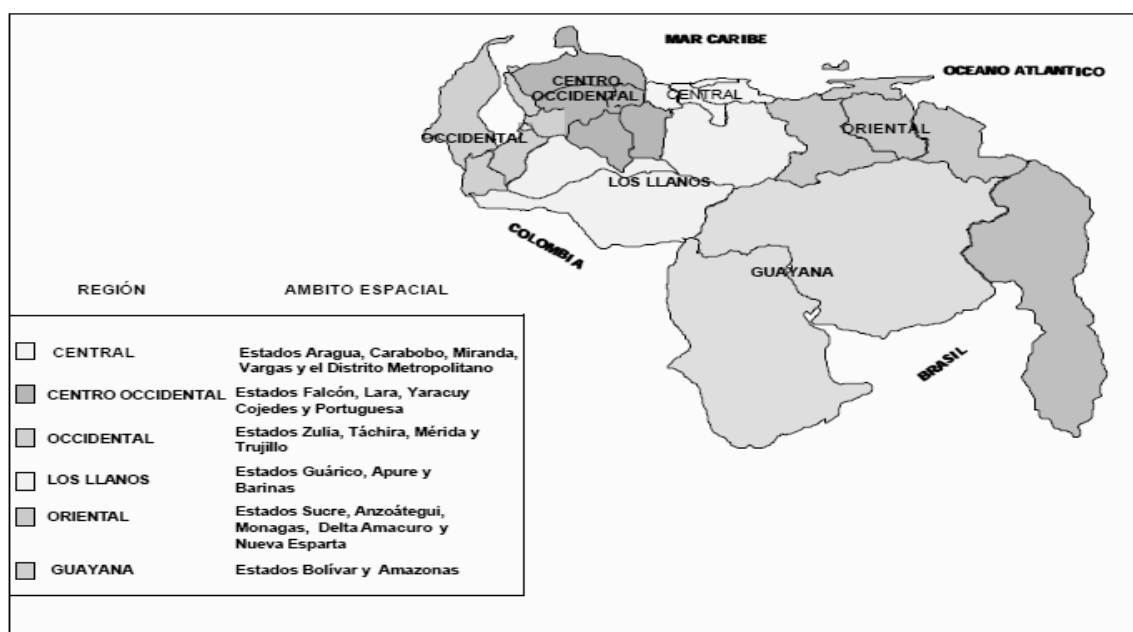 MAR CARIBE
OCEANO ATLANTICO
CENTRO
OCCIDENTAL
CENTRAL
ORIENTAL
OCCIDENTAL
LOS LLANOS
COLOMBIA
GUAYANA
BRASIL
REGIÓN AMBITO ESPACIAL
CENTRAL Estados Aragua, Carabobo, Miranda,
Vargas y el Distrito Metropolitano
CENTRO OCCIDENTAL Estados Falcón, Lara, Yaracuy
Cojedes y Portuguesa
OCCIDENTAL Estados Zulia, Táchira, Mérida y
Trujillo
LOS LLANOS Estados Guárico, Apure y
Barinas
ORIENTAL Estados Sucre, Anzoátegui,
Monagas, Delta Amacuro y
Nueva Esparta
GUAYANA Estados Bolívar y Amazonas